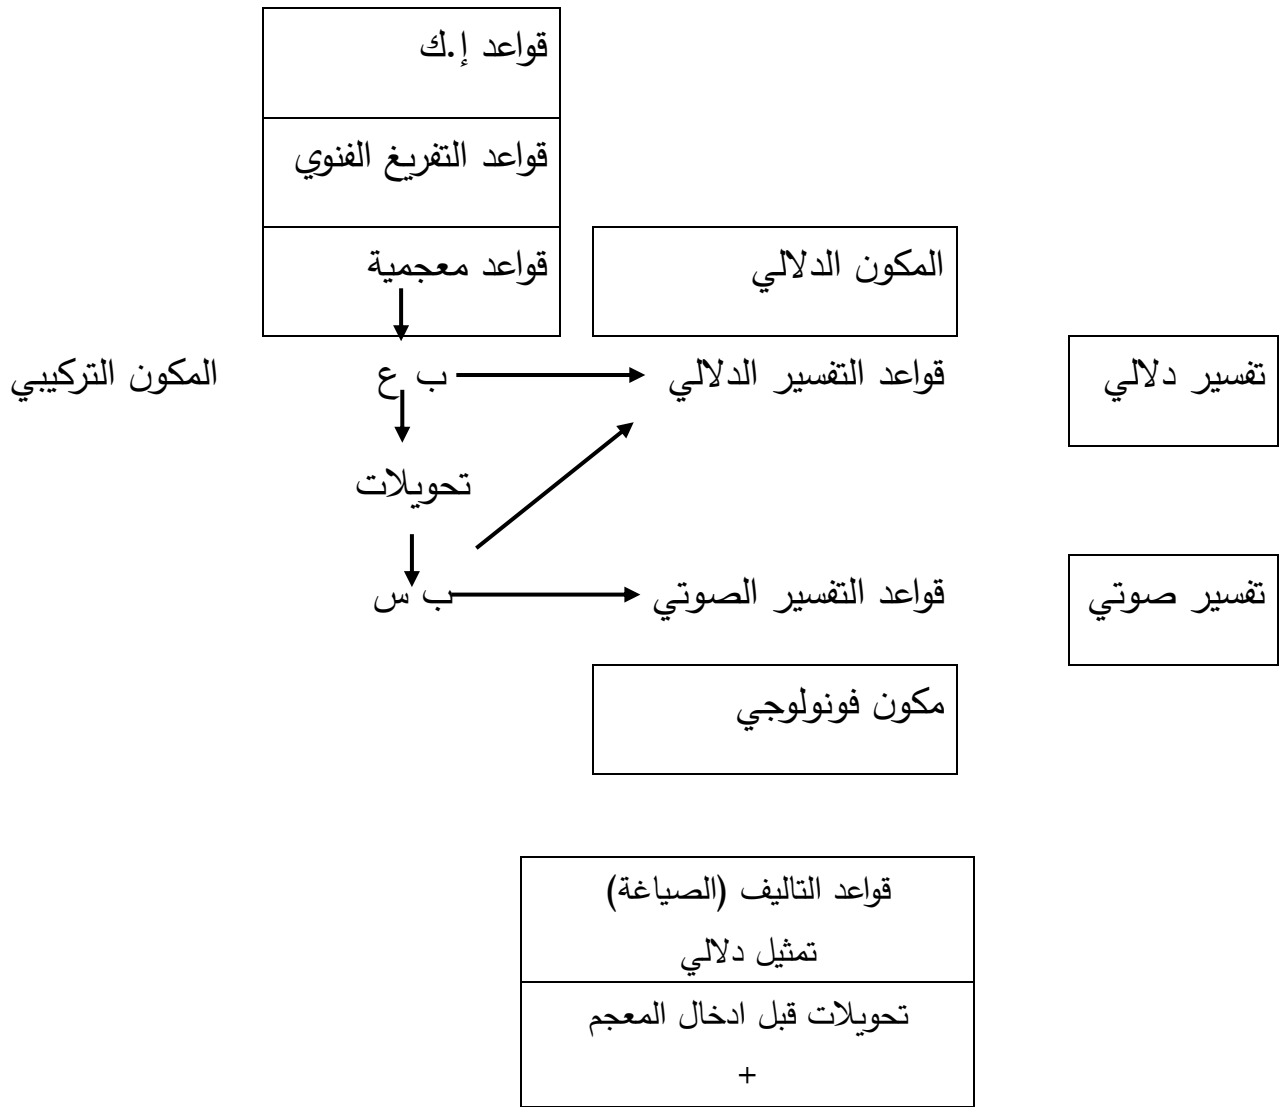 قواعد إ.ك
قواعد التفريغ الفنوي
قواعد معجمية
المكون الدلالي
المكون التركيبي
ب ع
قواعد التفسير الدلالي
تفسير دلالي
تحويلات
ب س
قواعد التفسير الصوتي
تفسير صوتي
مكون فونولوجي
قواعد التاليف (الصياغة)
تمثيل دلالي
تحويلات قبل ادخال المعجم
+